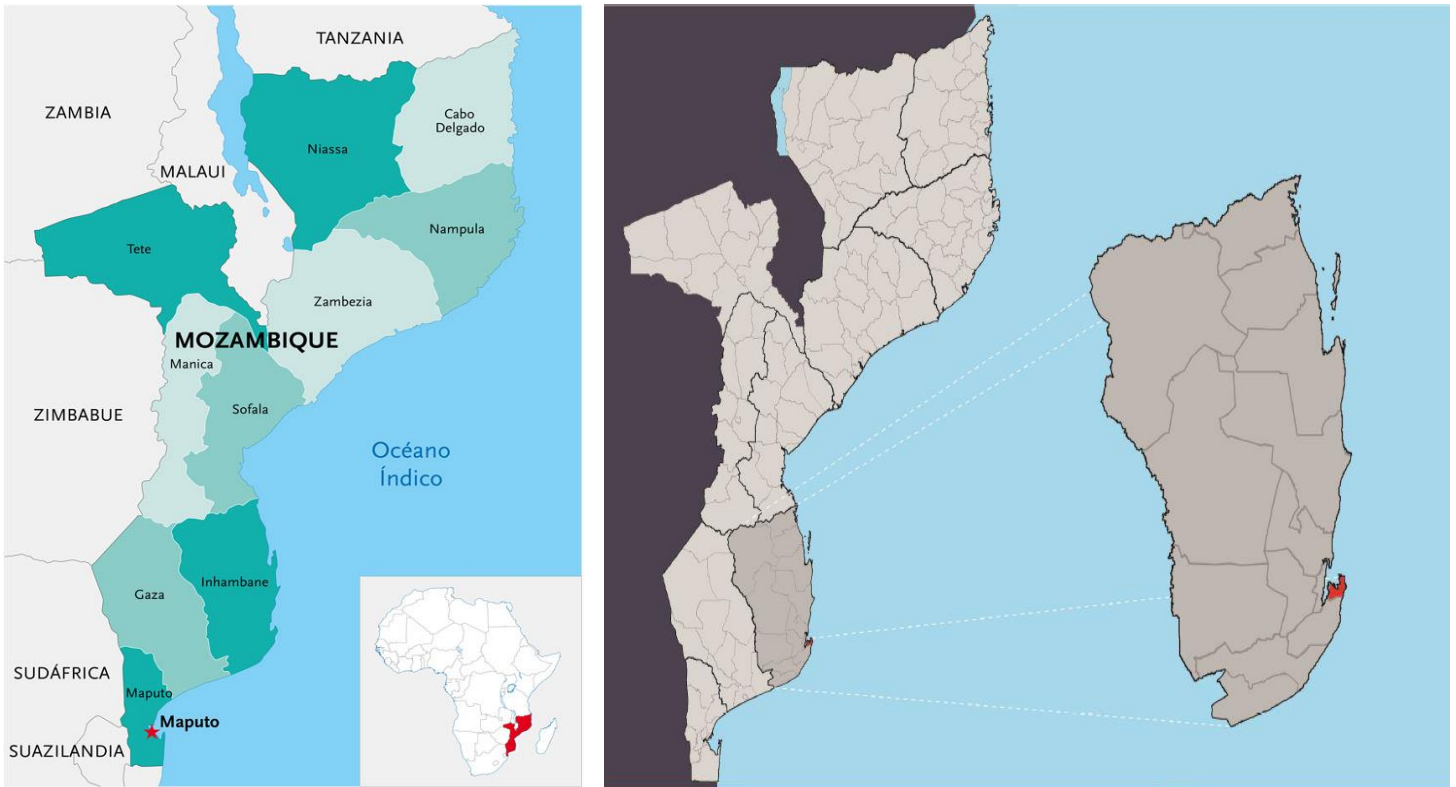 TANZANIA
ZAMBIA
Cabo
Delgado
Niassa
MALAUI
Nampula
Tete
Zambezia
MOZAMBIQUE
Manica
ZIMBABUE
Sofala
Océano
Índico
Inhambane
Gaza
SUDÁFRICA
Maputo
Maputo
SUAZILANDIA